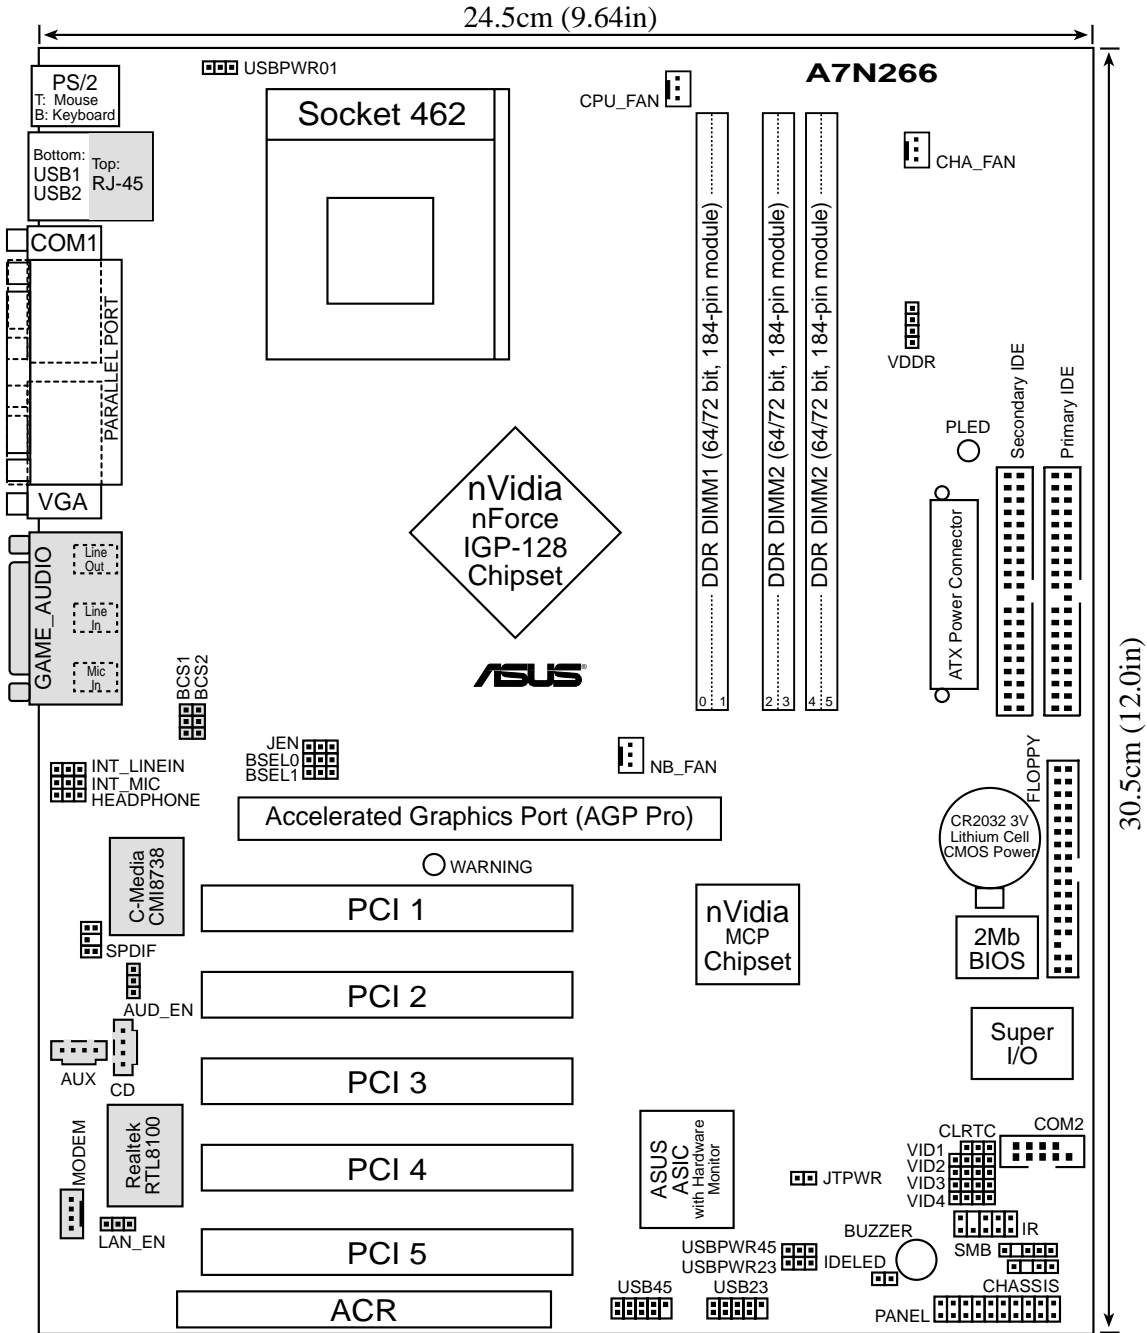 24.5cm (9.64in)
PS/2
T: Mouse
B: Keyboard
USBPWR01
A7N266
CPU_FAN
Socket 462
Bottom:
USB1
USB2
Top:
RJ-45
CHA_FAN
COM1
PARALLEL PORT
VGA
DDR DIMM1 (64/72 bit, 184-pin module)
DDR DIMM2 (64/72 bit, 184-pin module)
DDR DIMM2 (64/72 bit, 184-pin module)
0 1
2 3
4 5
VDDR
Secondary IDE
Primary IDE
PLED
nVidia
nForce
IGP-128
Chipset
ATX Power Connector
GAME_AUDIO
Line
Out
Line
In
Mic
In
ASUS®
30.5cm (12.0in)
BCS1
BCS2
JEN
BSEL0
BSEL1
NB_FAN
FLOPPY
INT_LINEIN
INT_MIC
HEADPHONE
Accelerated Graphics Port (AGP Pro)
CR2032 3V
Lithium Cell
CMOS Power
WARNING
C-Media
CMI8738
PCI 1
nVidia
MCP
Chipset
2Mb
BIOS
SPDIF
PCI 2
AUD_EN
Super
I/O
AUX
CD
PCI 3
MODEM
Realtek
RTL8100
PCI 4
ASUS
ASIC
with Hardware
Monitor
JTPWR
CLRTC
COM2
VID1
VID2
VID3
VID4
LAN_EN
PCI 5
USBPWR45
USBPWR23
BUZZER
IDELED
IR
SMB
CHASSIS
USB45
USB23
PANEL
ACR